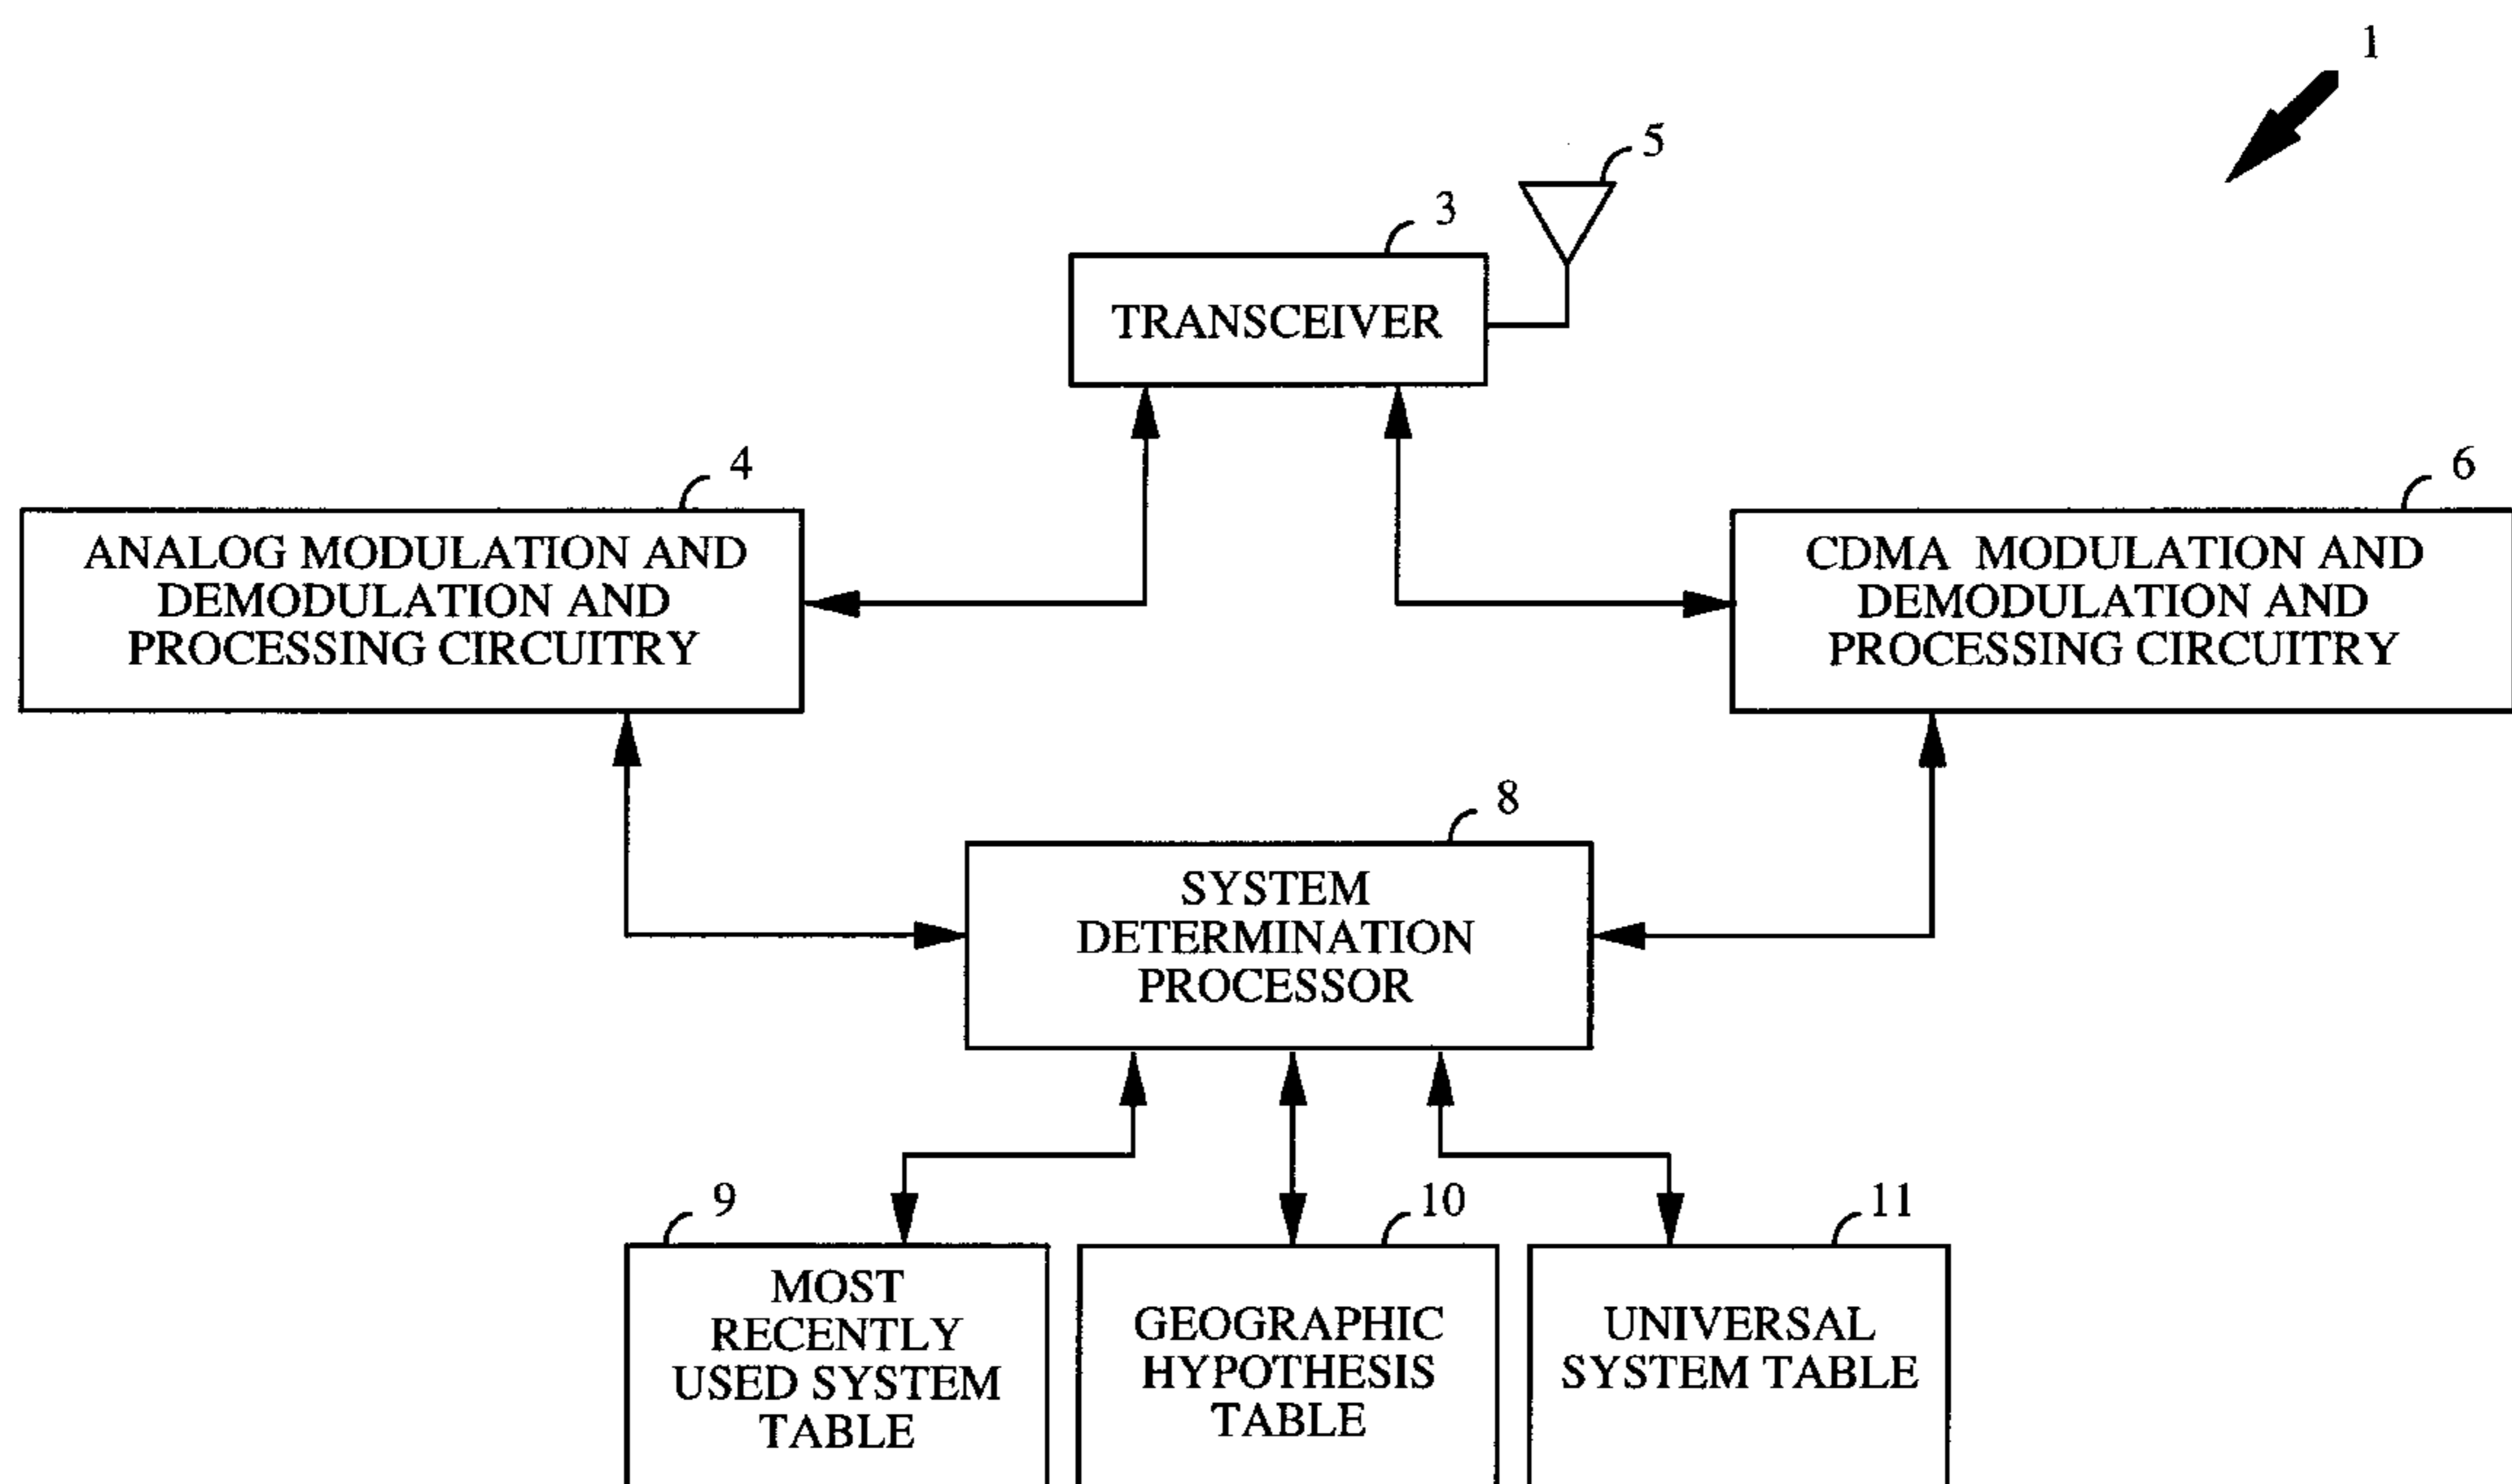 1
5
3
TRANSCEIVER
4
6
ANALOG MODULATION AND
DEMODULATION AND
PROCESSING CIRCUITRY
CDMA MODULATION AND
DEMODULATION AND
PROCESSING CIRCUITRY
8
SYSTEM
DETERMINATION
PROCESSOR
9
10
11
MOST
RECENTLY
USED SYSTEM
TABLE
GEOGRAPHIC
HYPOTHESIS
TABLE
UNIVERSAL
SYSTEM TABLE